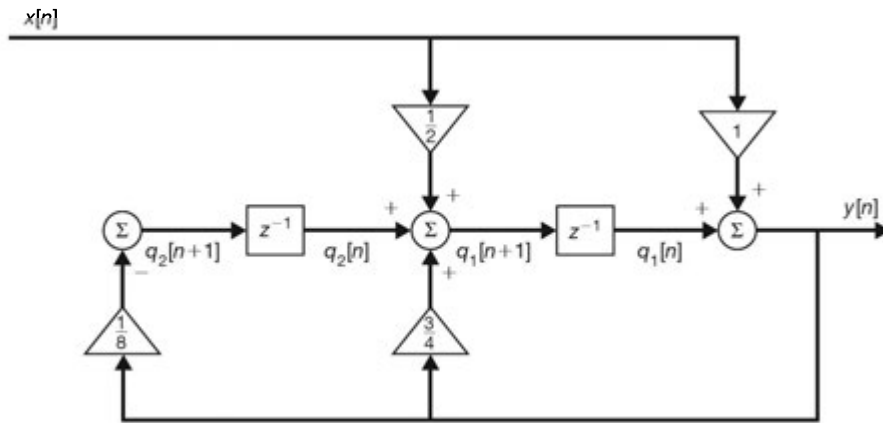 x[n]
1/2
1
+
+
Σ
q₂[n+1]
z⁻¹
+
q₂[n]
Σ
q₁[n+1]
z⁻¹
+
q₁[n]
Σ
y[n]
−
+
1/8
3/4